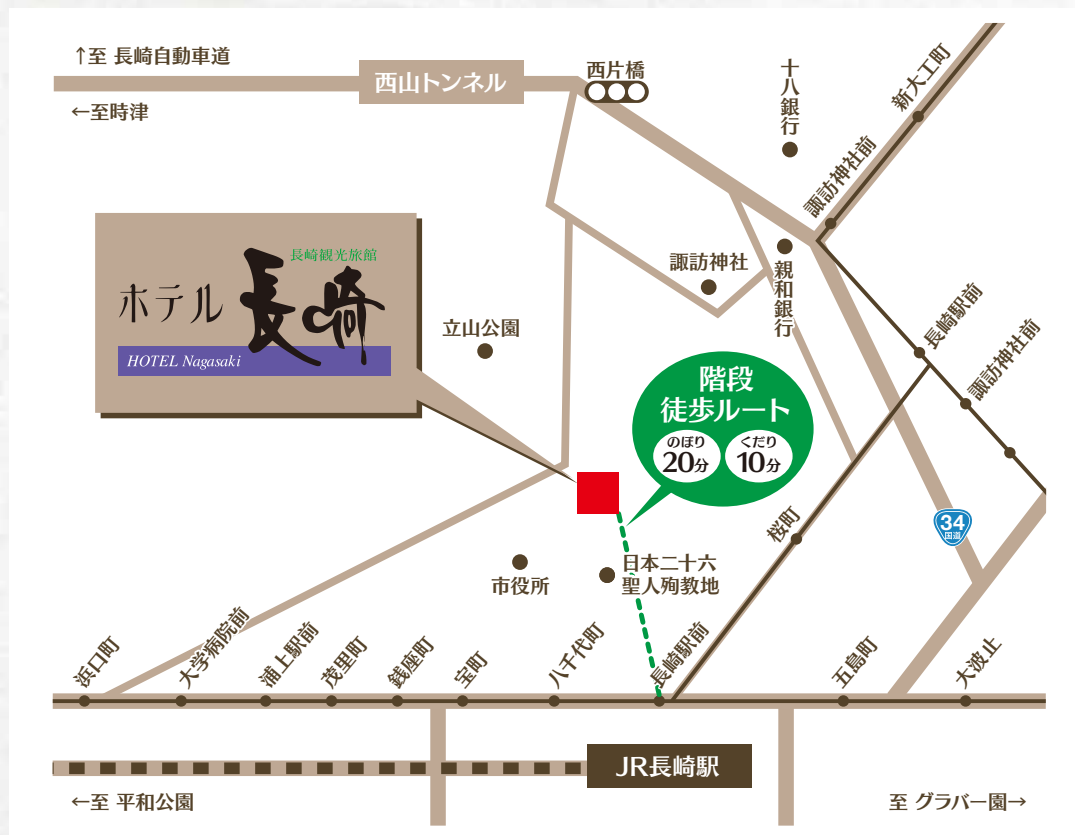 ↑至 長崎自動車道
西山トンネル
西片橋
←至時津
十八銀行
新大工町
諏訪神社前
長崎観光旅館
ホテル 長崎
HOTEL Nagasaki
諏訪神社
親和銀行
立山公園
長崎駅前
諏訪神社前
階段
徒歩ルート
のぼり
20分
くだり
10分
桜町
34
国道
市役所
日本二十六
聖人殉教地
浜口町
大学病院前
浦上駅前
茂里町
銭座町
宝町
八千代町
長崎駅前
五島町
大波止
JR長崎駅
←至 平和公園
至 グラバー園→